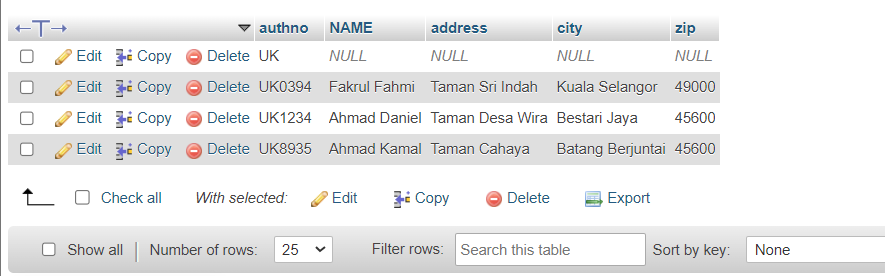 authno NAME address city zip
Edit Copy Delete UK NULL NULL NULL NULL
Edit Copy Delete UK0394 Fakrul Fahmi Taman Sri Indah Kuala Selangor 49000
Edit Copy Delete UK1234 Ahmad Daniel Taman Desa Wira Bestari Jaya 45600
Edit Copy Delete UK8935 Ahmad Kamal Taman Cahaya Batang Berjuntai 45600
Check all With selected: Edit Copy Delete Export
Show all Number of rows: 25 Filter rows: Search this table Sort by key: None